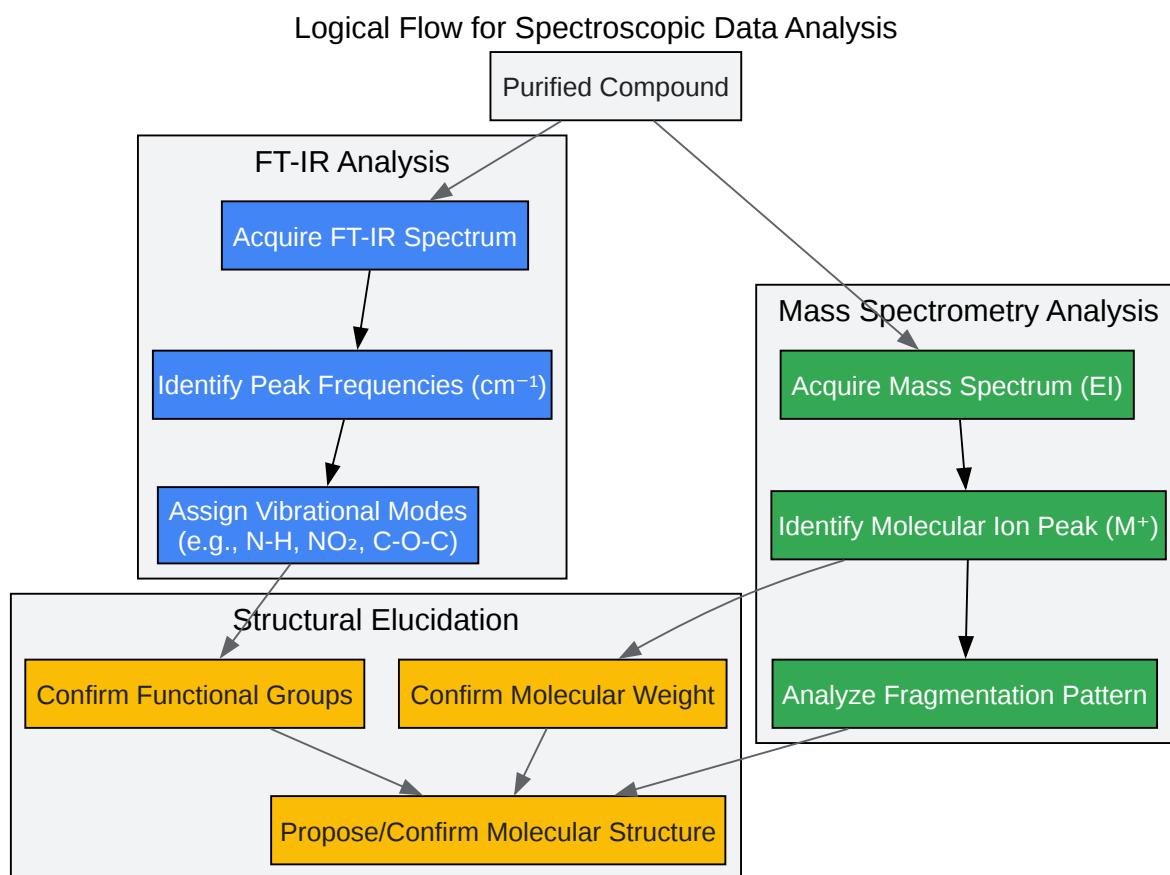 Logical Flow for Spectroscopic Data Analysis
Purified Compound
FT-IR Analysis
Acquire FT-IR Spectrum
Identify Peak Frequencies (cm⁻¹)
Assign Vibrational Modes
(e.g., N-H, NO₂, C-O-C)
Mass Spectrometry Analysis
Acquire Mass Spectrum (EI)
Identify Molecular Ion Peak (M⁺)
Analyze Fragmentation Pattern
Structural Elucidation
Confirm Functional Groups
Confirm Molecular Weight
Propose/Confirm Molecular Structure